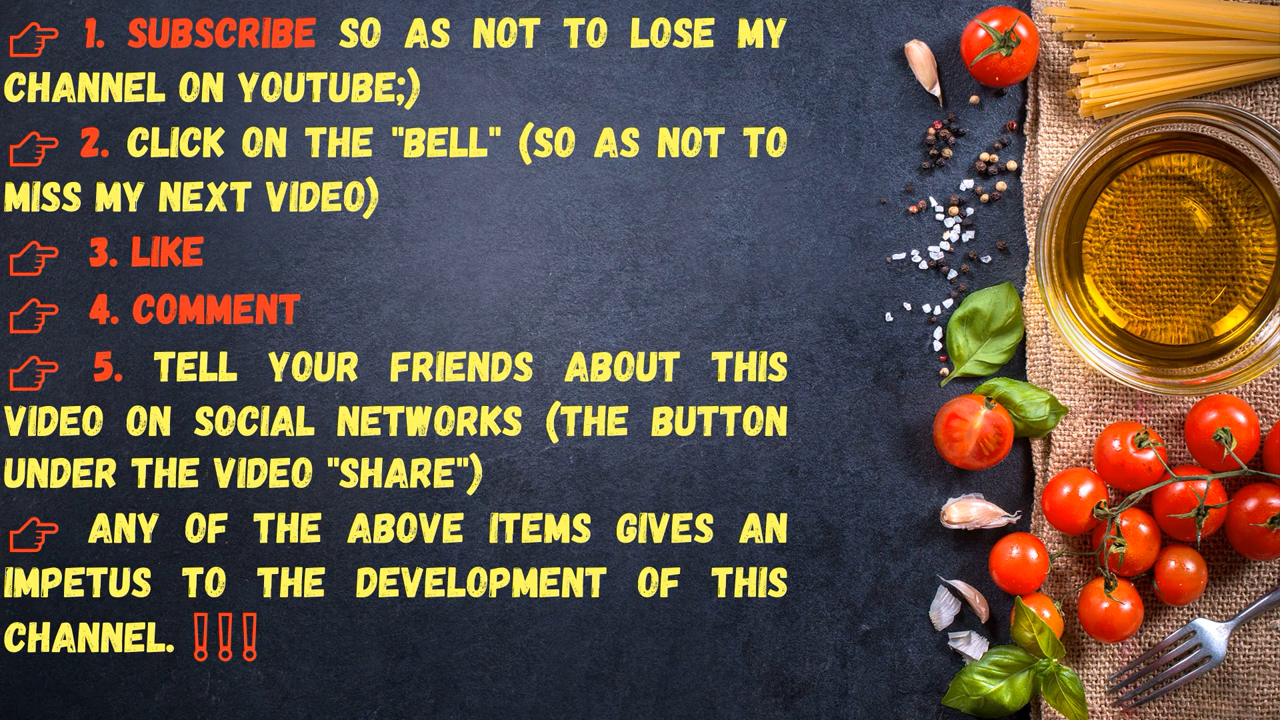 👉 1. SUBSCRIBE SO AS NOT TO LOSE MY
CHANNEL ON YOUTUBE;)
👉 2. CLICK ON THE "BELL" (SO AS NOT TO
MISS MY NEXT VIDEO)
👉 3. LIKE
👉 4. COMMENT
👉 5. TELL YOUR FRIENDS ABOUT THIS
VIDEO ON SOCIAL NETWORKS (THE BUTTON
UNDER THE VIDEO "SHARE")
👉 ANY OF THE ABOVE ITEMS GIVES AN
IMPETUS TO THE DEVELOPMENT OF THIS
CHANNEL. ❗❗❗